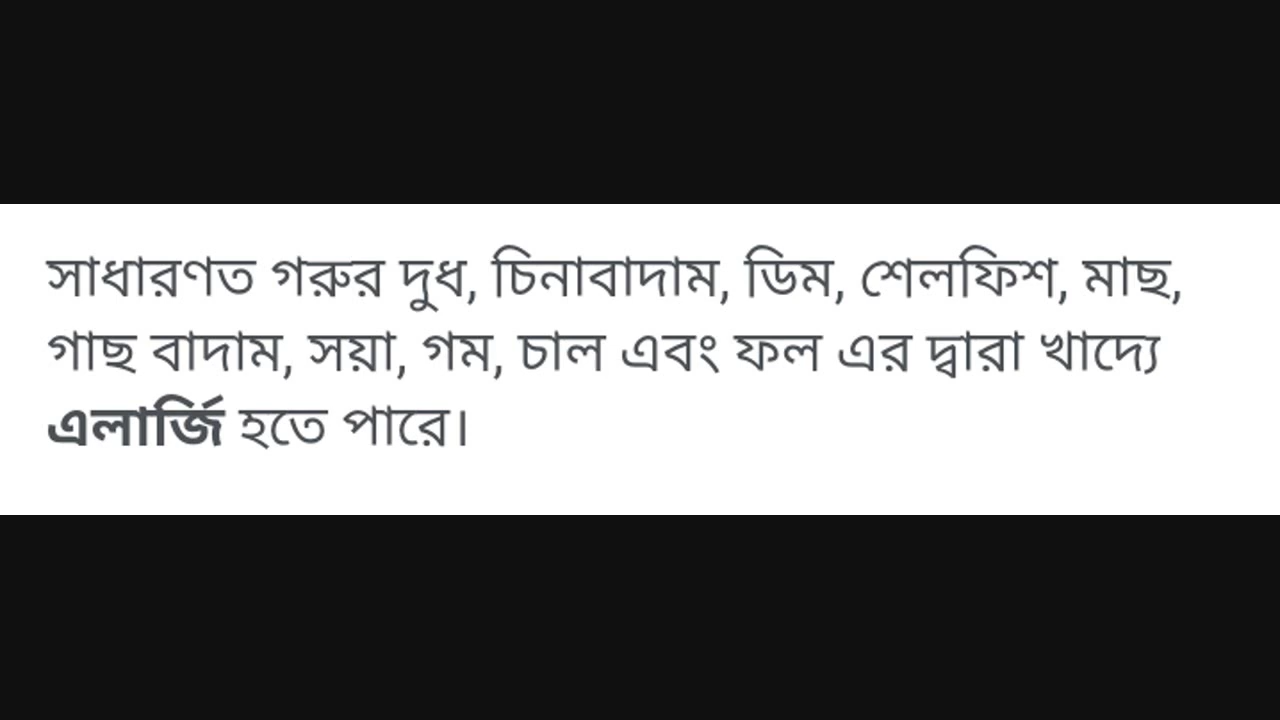 সাধারণত গরুর দুধ, চিনাবাদাম, ডিম, শেলফিশ, মাছ,
গাছ বাদাম, সয়া, গম, চাল এবং ফল এর দ্বারা খাদ্যে
এলার্জি হতে পারে।